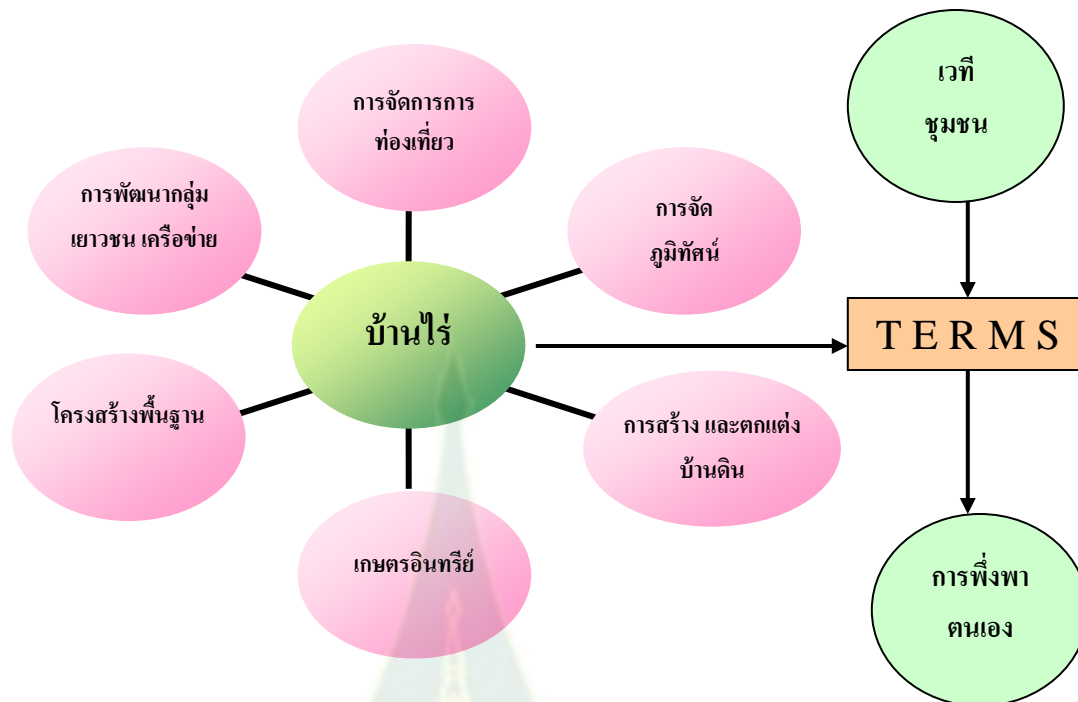 การจัดการการ
ท่องเที่ยว
เวที
ชุมชน
การพัฒนากลุ่ม
เยาวชน เครือข่าย
การจัด
ภูมิทัศน์
บ้านไร่
T E R M S
โครงสร้างพื้นฐาน
การสร้าง และตกแต่ง
บ้านดิน
เกษตรอินทรีย์
การพึ่งพา
ตนเอง